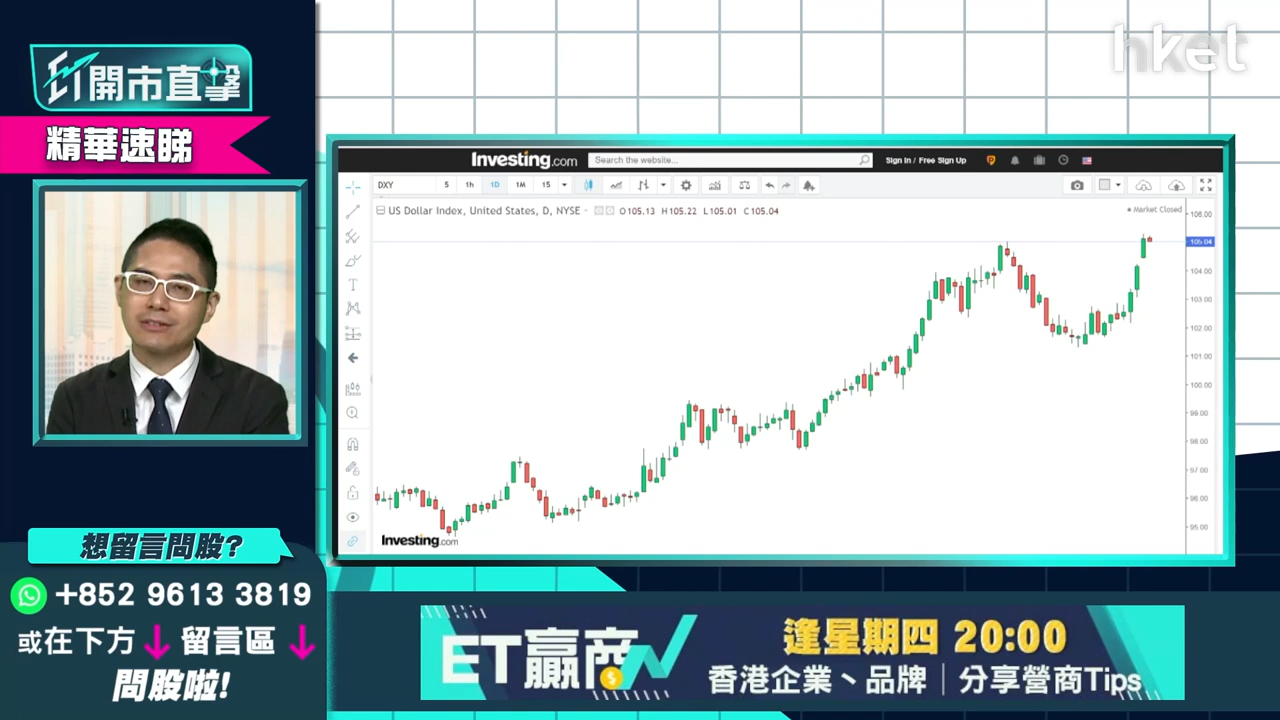 hket
ET開市直擊
精華速睇
Investing.com
Search the website...
Sign In / Free Sign Up
DXY
5
1h
1D
1M
15
US Dollar Index, United States, D, NYSE
O105.13 H105.22 L105.01 C105.04
Market Closed
106.00
105.04
104.00
103.00
102.00
101.00
100.00
99.00
98.00
97.00
96.00
95.00
Investing.com
想留言問股?
+852 9613 3819
或在下方↓留言區↓
問股啦!
ET贏商
逢星期四 20:00
香港企業、品牌｜分享營商Tips